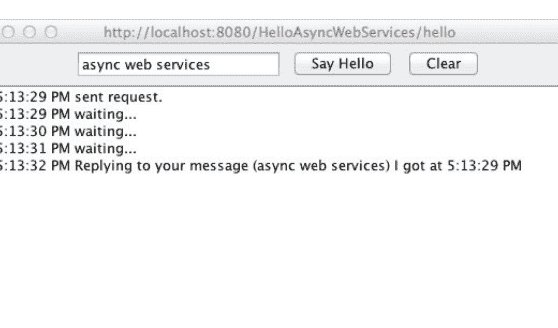 http://localhost:8080/HelloAsyncWebServices/hello
async web services Say Hello Clear
5:13:29 PM sent request.
5:13:29 PM waiting...
5:13:30 PM waiting...
5:13:31 PM waiting...
5:13:32 PM Replying to your message (async web services) I got at 5:13:29 PM